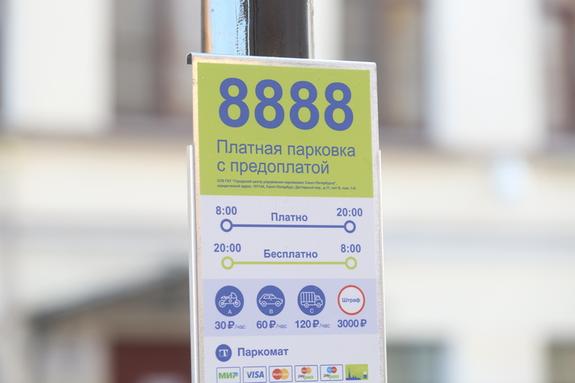 8888
Платная парковка
с предоплатой
8:00 20:00
Платно
20:00 8:00
Бесплатно
A B C Штраф
30 ₽/час 60 ₽/час 120 ₽/час 3000 ₽
T Паркомат
МИР VISA